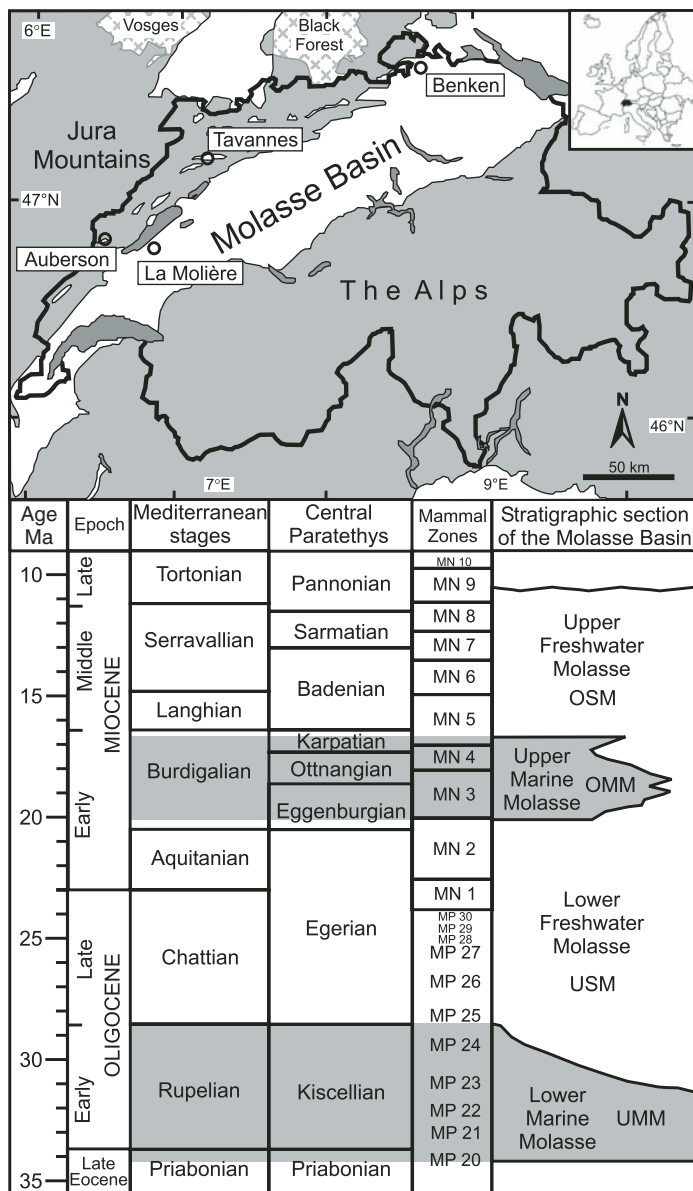 6°E
Vosges
Black
Forest
Benken
Jura
Mountains
Tavannes
47°N
Molasse Basin
Auberson
La Molière
The Alps
N
46°N
7°E
9°E
50 km
Age
Ma
Epoch
Mediterranean
stages
Central
Paratethys
Mammal
Zones
Stratigraphic section
of the Molasse Basin
10
15
20
25
30
35
Late
Middle
Early
MIOCENE
Late
Early
OLIGOCENE
Late
Eocene
Tortonian
Serravallian
Langhian
Burdigalian
Aquitanian
Chattian
Rupelian
Priabonian
Pannonian
Sarmatian
Badenian
Karpatian
Ottnangian
Eggenburgian
Egerian
Kiscellian
Priabonian
MN 10
MN 9
MN 8
MN 7
MN 6
MN 5
MN 4
MN 3
MN 2
MN 1
MP 30
MP 29
MP 28
MP 27
MP 26
MP 25
MP 24
MP 23
MP 22
MP 21
MP 20
Upper
Freshwater
Molasse
OSM
Upper
Marine
Molasse
OMM
Lower
Freshwater
Molasse
USM
Lower
Marine
Molasse
UMM